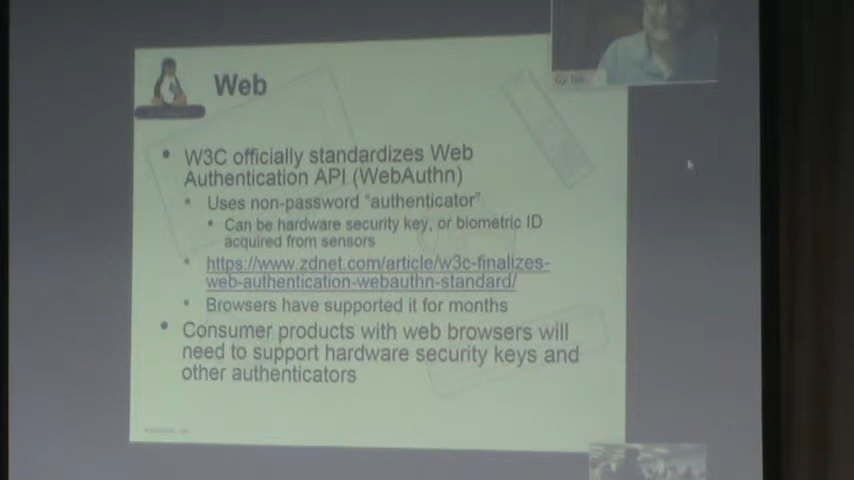 Web
W3C officially standardizes Web
Authentication API (WebAuthn)
Uses non-password “authenticator”
Can be hardware security key, or biometric ID
acquired from sensors
https://www.zdnet.com/article/w3c-finalizes-
web-authentication-webauthn-standard/
Browsers have supported it for months
Consumer products with web browsers will
need to support hardware security keys and
other authenticators